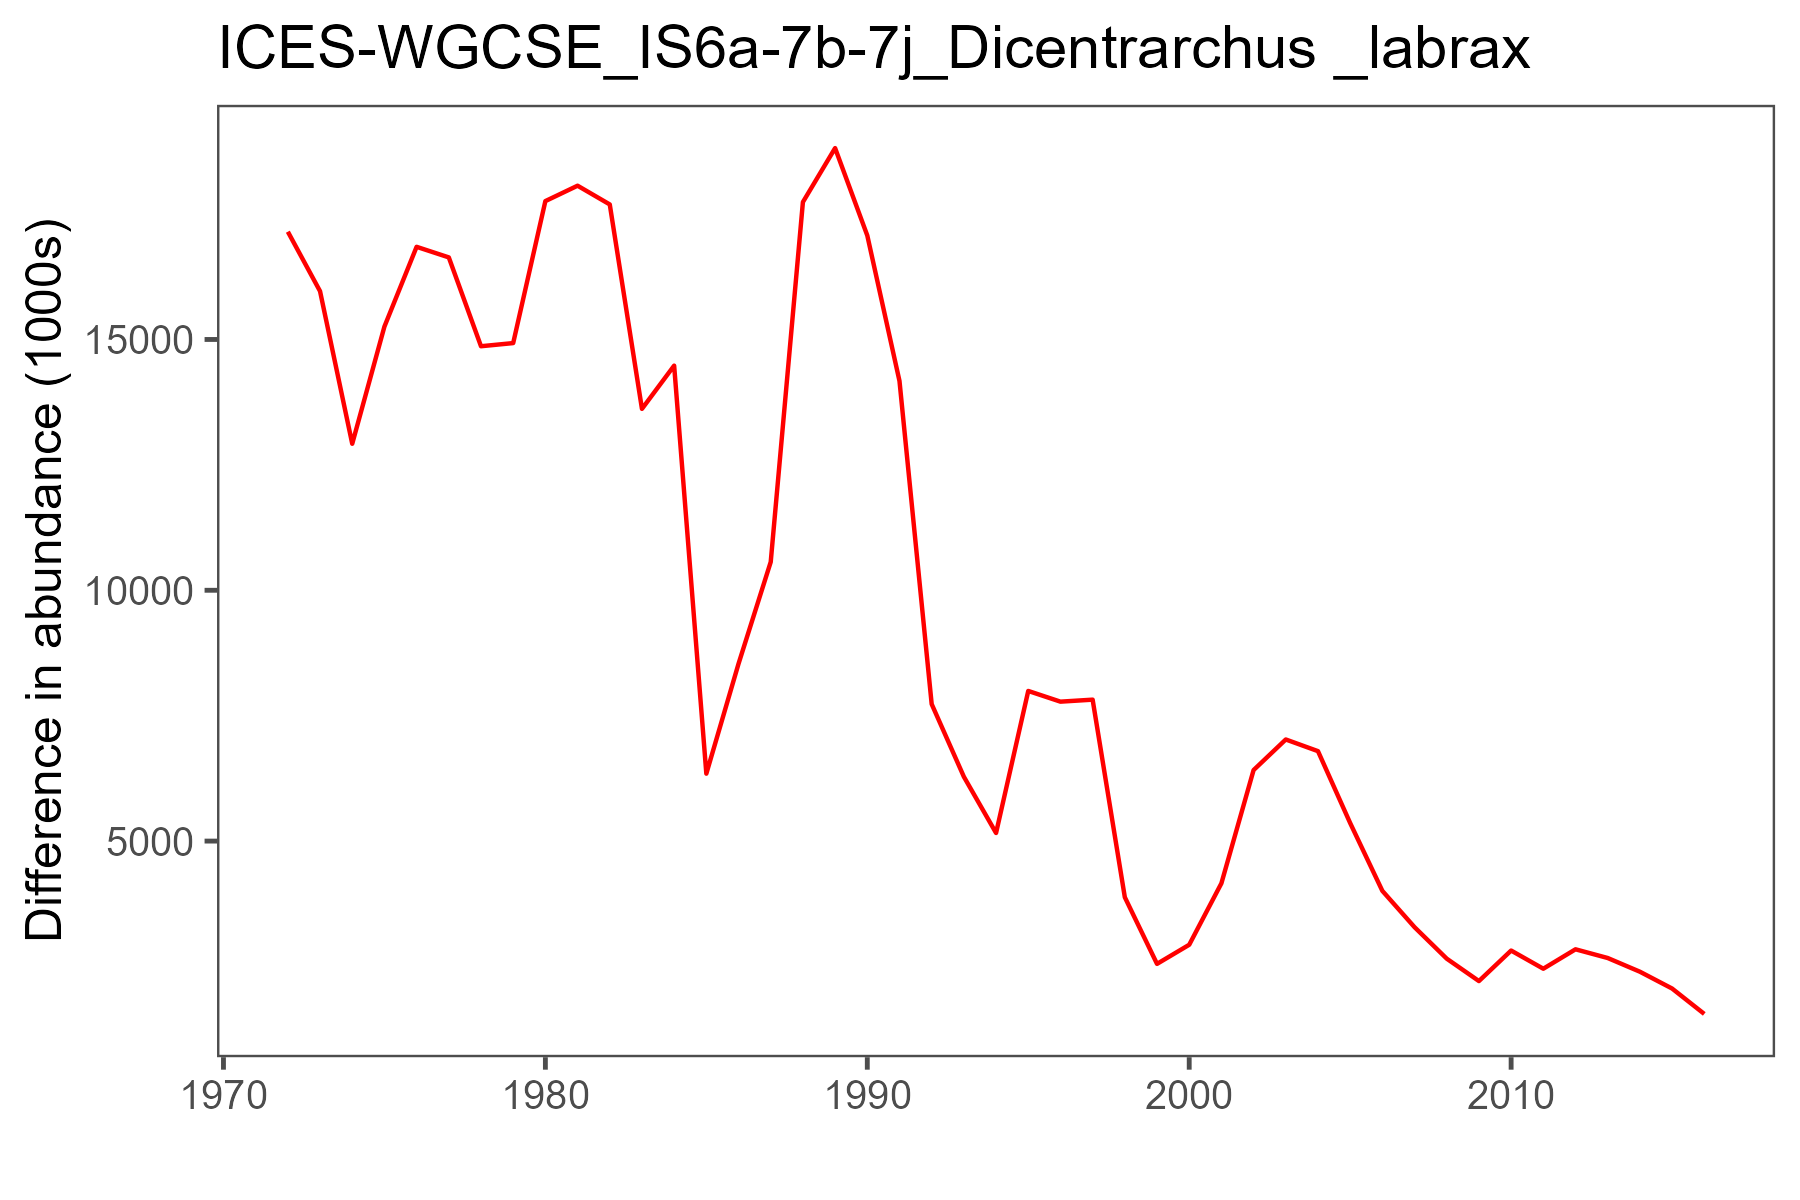 ICES-WGCSE_IS6a-7b-7j_Dicentrarchus _labrax
Difference in abundance (1000s)
15000
10000
5000
1970 1980 1990 2000 2010